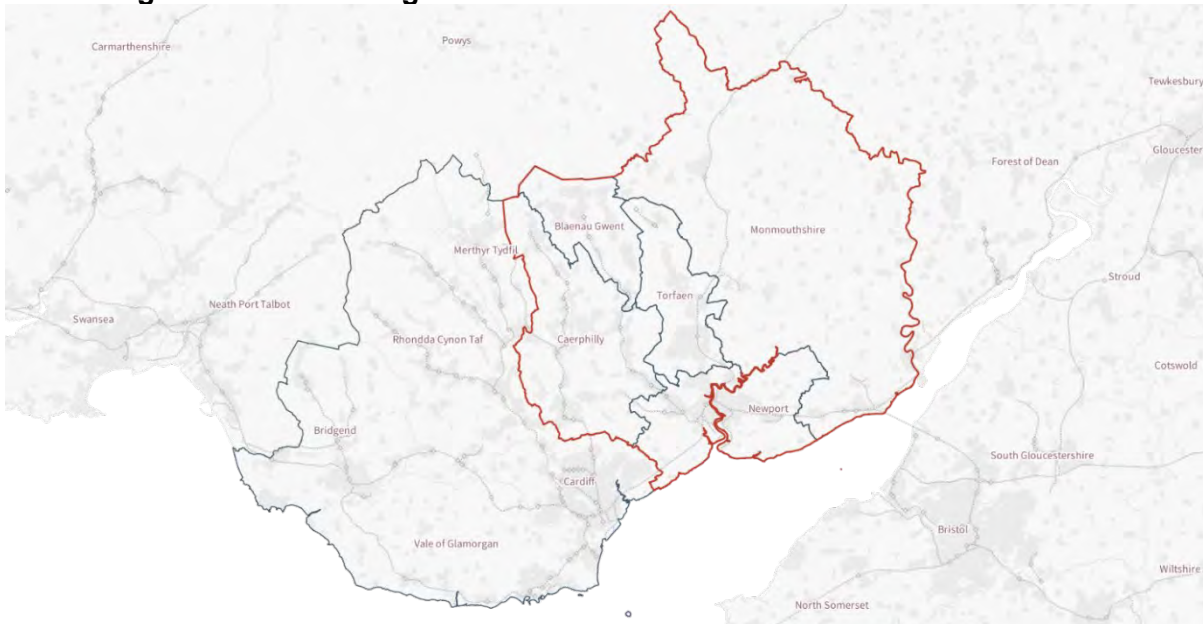 Carmarthenshire
Powys
Tewkesbury
Gloucester
Forest of Dean
Blaenau Gwent
Monmouthshire
Merthyr Tydfil
Stroud
Torfaen
Neath Port Talbot
Swansea
Rhondda Cynon Taf
Caerphilly
Cotswold
Newport
Bridgend
South Gloucestershire
Cardiff
Bristol
Vale of Glamorgan
Wiltshire
North Somerset